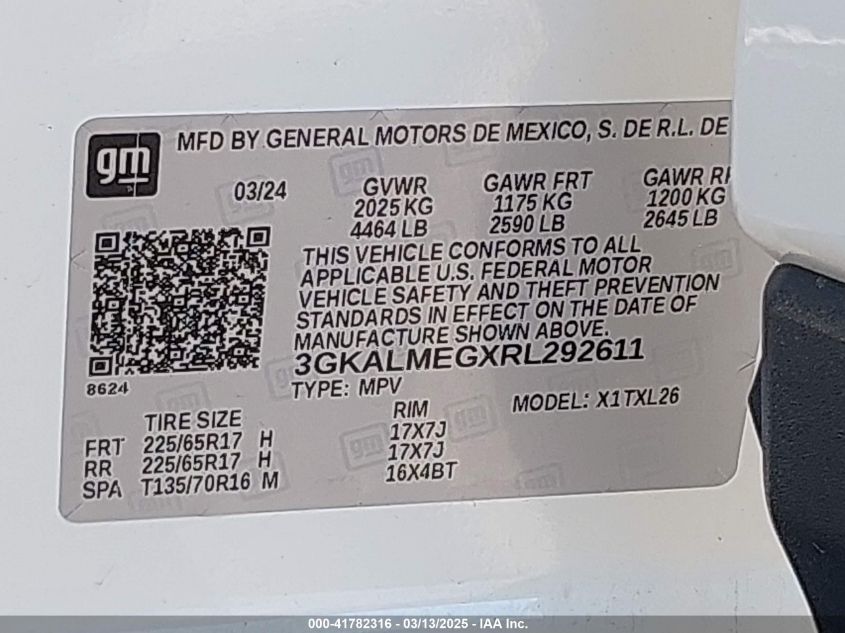 gm
MFD BY GENERAL MOTORS DE MEXICO, S. DE R.L. DE
03/24
GVWR GAWR FRT GAWR
2025 KG 1175 KG 1200 KG
4464 LB 2590 LB 2645 LB
THIS VEHICLE CONFORMS TO ALL
APPLICABLE U.S. FEDERAL MOTOR
VEHICLE SAFETY AND THEFT PREVENTION
STANDARDS IN EFFECT ON THE DATE OF
MANUFACTURE SHOWN ABOVE.
3GKALMEGXRL292611
8624
TYPE: MPV MODEL: X1TXL26
TIRE SIZE RIM
FRT 225/65R17 H 17X7J
RR 225/65R17 H 17X7J
SPA T135/70R16 M 16X4BT
000-41782316 - 03/13/2025 - IAA Inc.